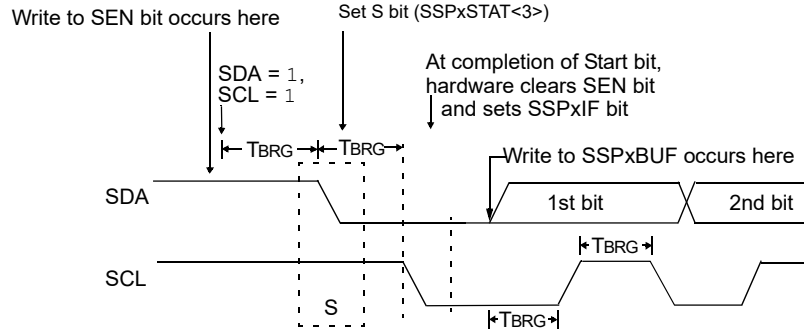 Write to SEN bit occurs here
Set S bit (SSPxSTAT<3>)
SDA = 1,
SCL = 1
At completion of Start bit,
hardware clears SEN bit
and sets SSPxIF bit
TBRG
TBRG
Write to SSPxBUF occurs here
SDA
1st bit
2nd bit
TBRG
SCL
S
TBRG